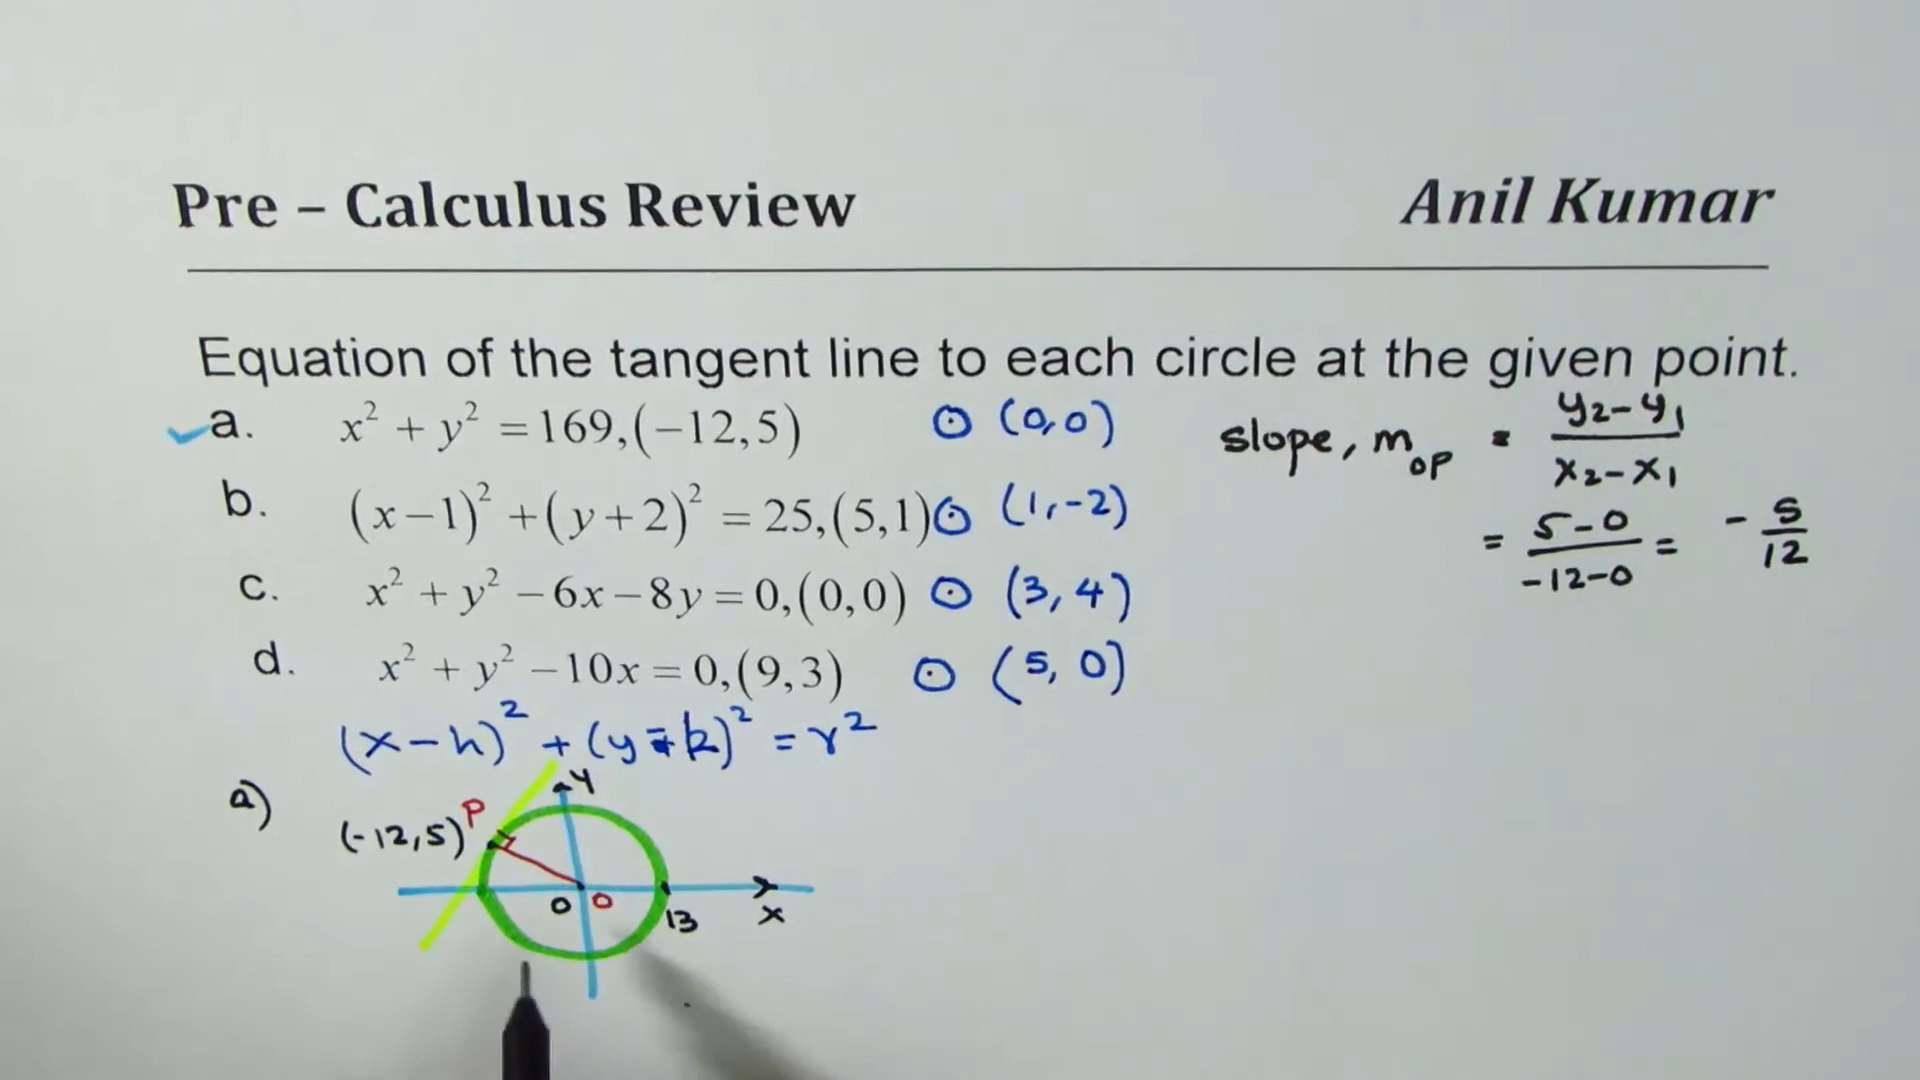 Pre – Calculus Review
Anil Kumar
Equation of the tangent line to each circle at the given point.
a. x² + y² = 169,(−12,5) ⊙ (0,0)
b. (x−1)² +(y+2)² = 25,(5,1) ⊙ (1,-2)
c. x² + y² − 6x − 8y = 0,(0,0) ⊙ (3,4)
d. x² + y² − 10x = 0,(9,3) ⊙ (5,0)
(x-h)² + (y-k)² = r²
slope, m_OP = (y₂-y₁)/(x₂-x₁)
= (5-0)/(-12-0) = -5/12
a)
Y
(-12,5) P
O O
13
x